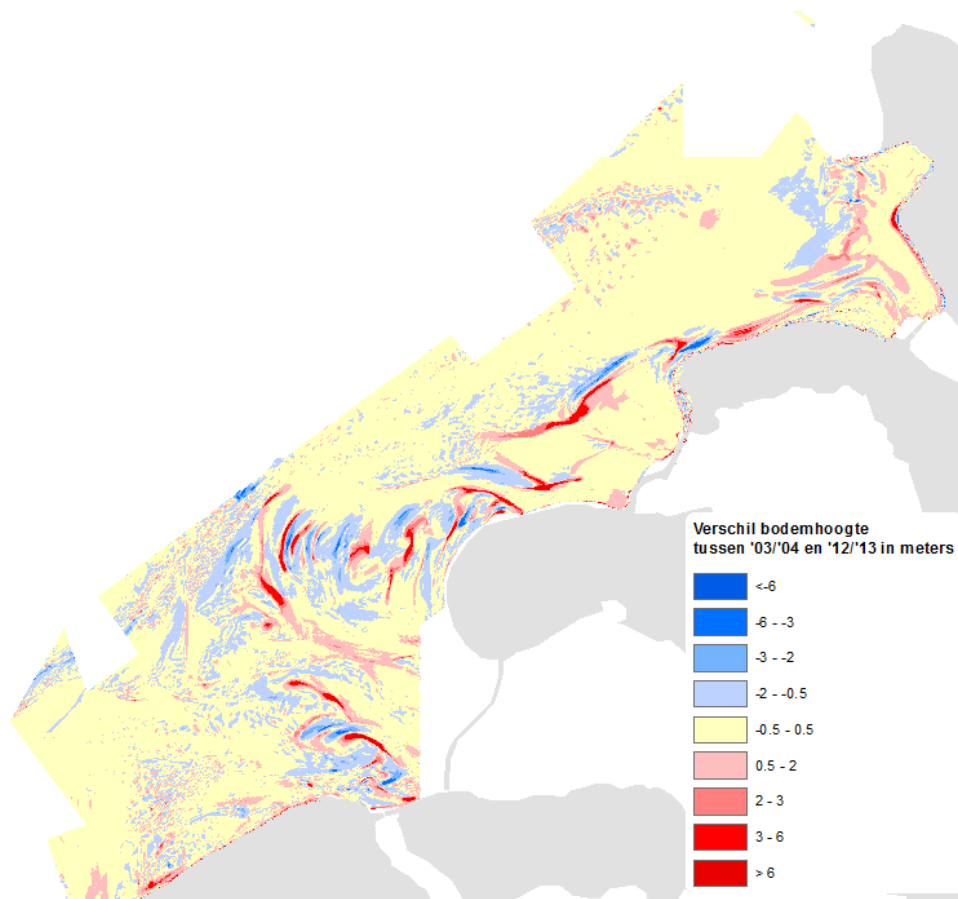 Verschil bodemhoogte
tussen '03/'04 en '12/'13 in meters
<-6
-6 - -3
-3 - -2
-2 - -0.5
-0.5 - 0.5
0.5 - 2
2 - 3
3 - 6
> 6